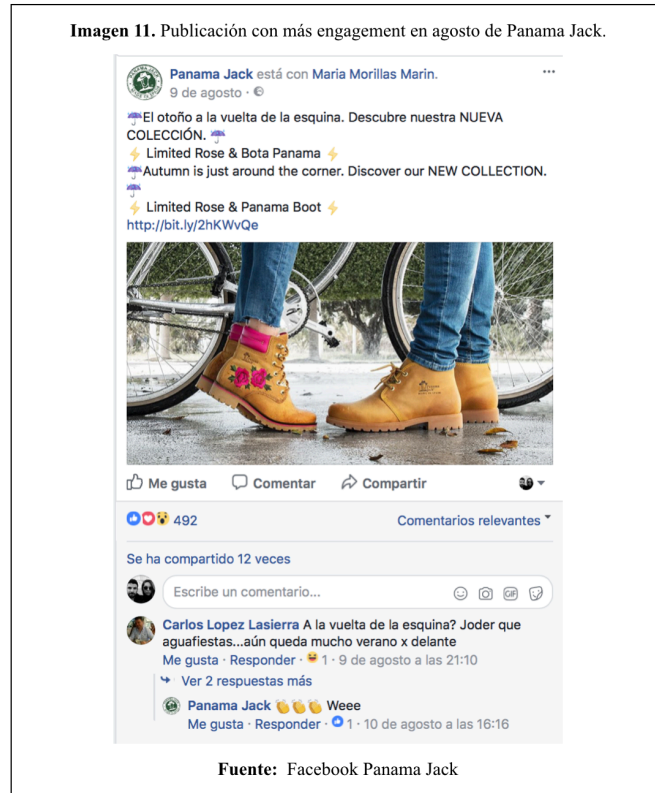 Imagen 11. Publicación con más engagement en agosto de Panama Jack.
Panama Jack está con Maria Morillas Marin.
9 de agosto ·
☔El otoño a la vuelta de la esquina. Descubre nuestra NUEVA
COLECCIÓN. ☔
⚡ Limited Rose & Bota Panama ⚡
☔Autumn is just around the corner. Discover our NEW COLLECTION.
☔
⚡ Limited Rose & Panama Boot ⚡
http://bit.ly/2hKWvQe
Me gusta Comentar Compartir
492 Comentarios relevantes
Se ha compartido 12 veces
Escribe un comentario... GIF
Carlos Lopez Lasierra A la vuelta de la esquina? Joder que
aguafiestas...aún queda mucho verano x delante
Me gusta · Responder · 😆 1 · 9 de agosto a las 21:10
Ver 2 respuestas más
Panama Jack 👏👏👏 Weee
Me gusta · Responder · 1 · 10 de agosto a las 16:16
Fuente: Facebook Panama Jack